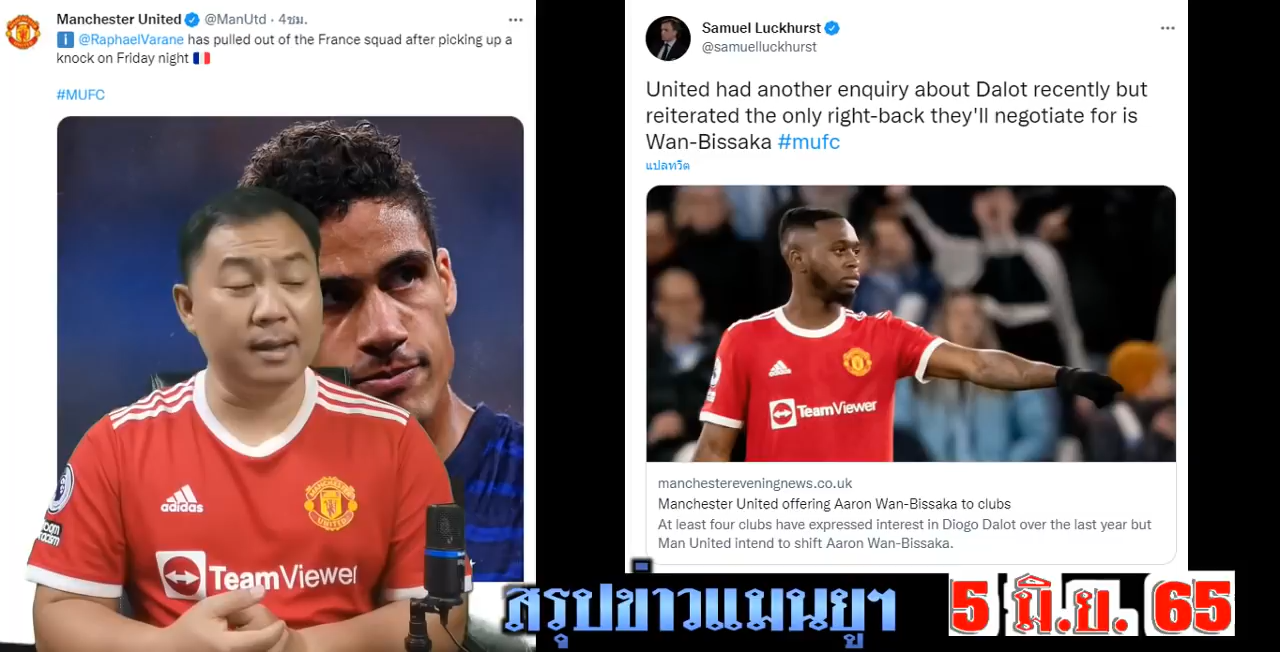 Manchester United @ManUtd · 4ชม.
@RaphaelVarane has pulled out of the France squad after picking up a
knock on Friday night
#MUFC
Samuel Luckhurst
@samuelluckhurst
United had another enquiry about Dalot recently but
reiterated the only right-back they'll negotiate for is
Wan-Bissaka #mufc
แปลทวีต
TeamViewer
manchestereveningnews.co.uk
Manchester United offering Aaron Wan-Bissaka to clubs
At least four clubs have expressed interest in Diogo Dalot over the last year but
Man United intend to shift Aaron Wan-Bissaka.
adidas
MANCHESTER
UNITED
TeamViewer
สรุปข่าวแมนยูฯ 5 มิ.ย. 65